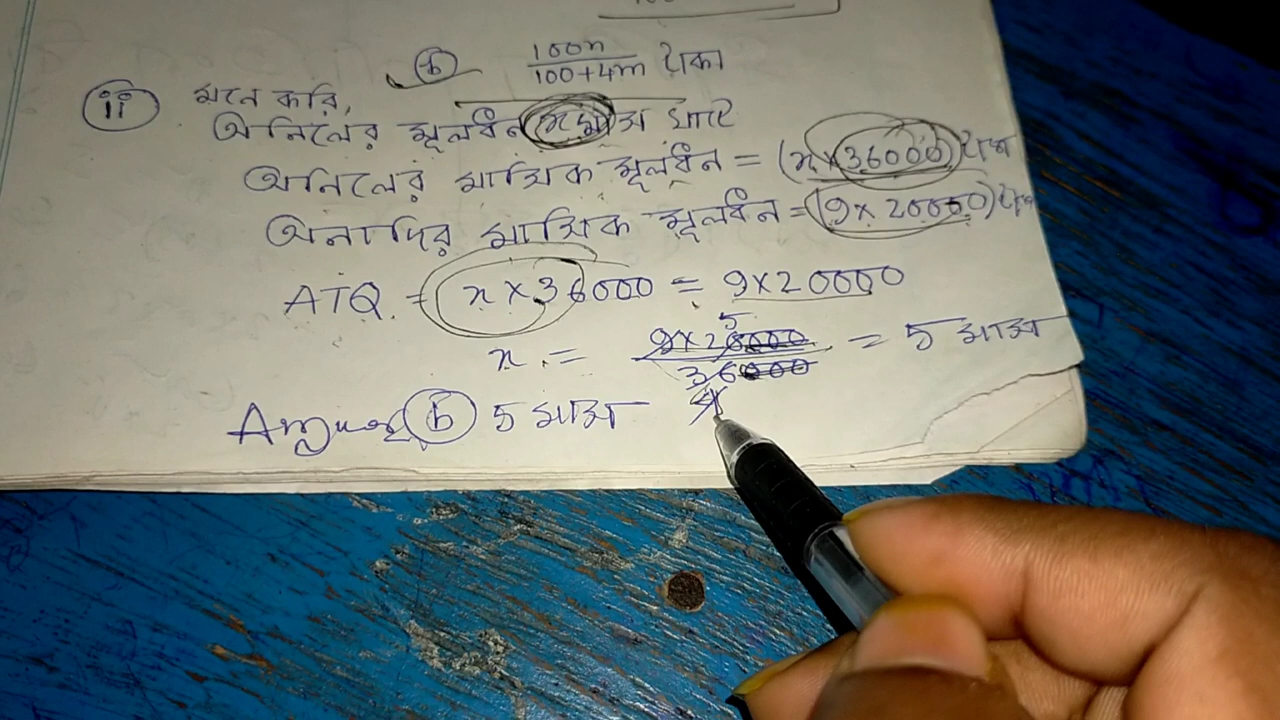 (b) 100n/100+4m টাকা
(ii) মনে করি,
অনিলের মূলধন n মাস খাটে
অনিলের মাসিক মূলধন = (n × 36000) টাকা
অনাদির মাসিক মূলধন = (9 × 20000) টাকা
ATQ = n × 36000 = 9 × 20000
n = 9 × 20000/36000 = 5 মাস
Answer (b) 5 মাস